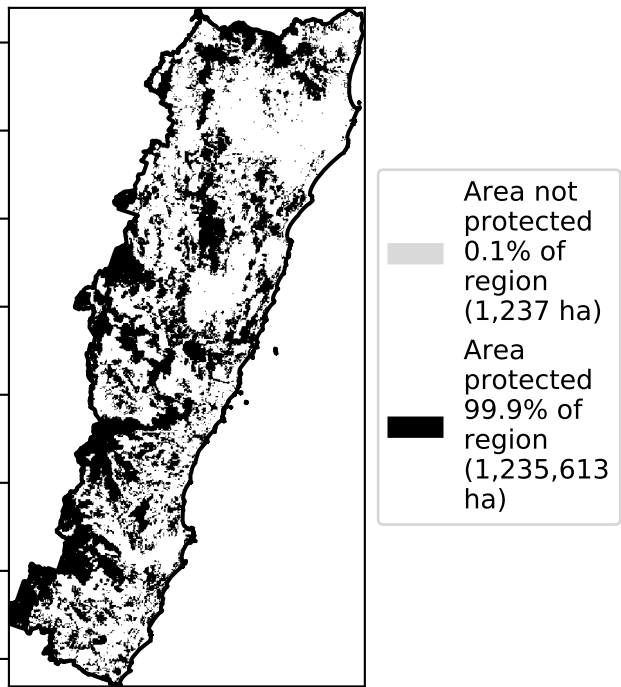 Area not
protected
0.1% of
region
(1,237 ha)
Area
protected
99.9% of
region
(1,235,613
ha)